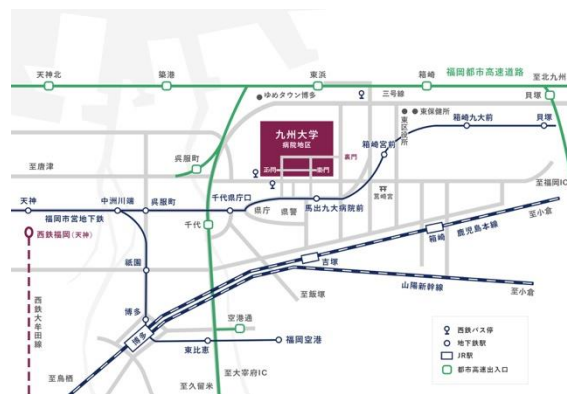 天神北
築港
東浜
箱崎
福岡都市高速道路
至北九州
貝塚
ゆめタウン博多
三号線
東保健所
東区役所
箱崎九大前
貝塚
九州大学
病院地区
裏門
正門
南門
箱崎宮前
呉服町
至唐津
至福岡IC
天神
中洲川端
呉服町
千代県庁口
県庁
県警
馬出九大病院前
筥崎宮
至小倉
福岡市営地下鉄
千代
西鉄福岡(天神)
箱崎
鹿児島本線
吉塚
祇園
山陽新幹線
至小倉
至飯塚
西鉄大牟田線
博多
博多
空港通
東比恵
福岡空港
至鳥栖
至久留米
至大宰府IC
西鉄バス停
地下鉄駅
JR駅
都市高速出入口